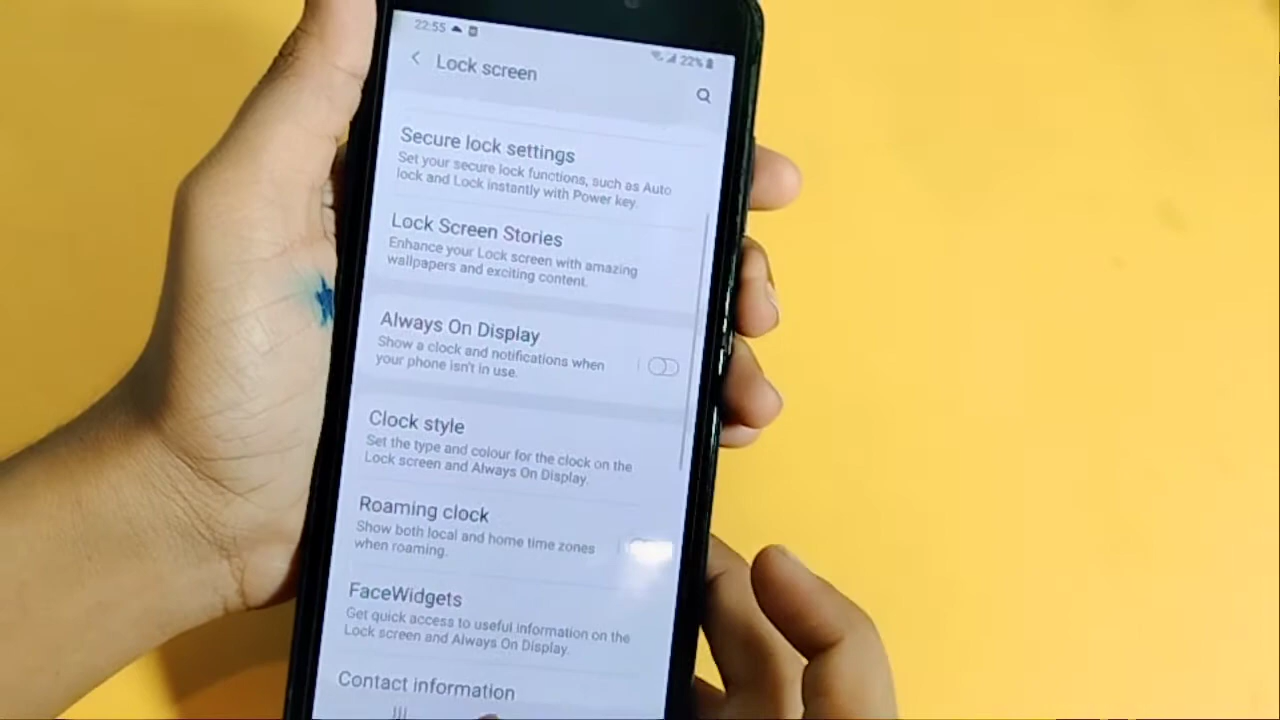 22:55
22%
Lock screen
Secure lock settings
Set your secure lock functions, such as Auto
lock and Lock instantly with Power key.
Lock Screen Stories
Enhance your Lock screen with amazing
wallpapers and exciting content.
Always On Display
Show a clock and notifications when
your phone isn't in use.
Clock style
Set the type and colour for the clock on the
Lock screen and Always On Display.
Roaming clock
Show both local and home time zones
when roaming.
FaceWidgets
Get quick access to useful information on the
Lock screen and Always On Display.
Contact information